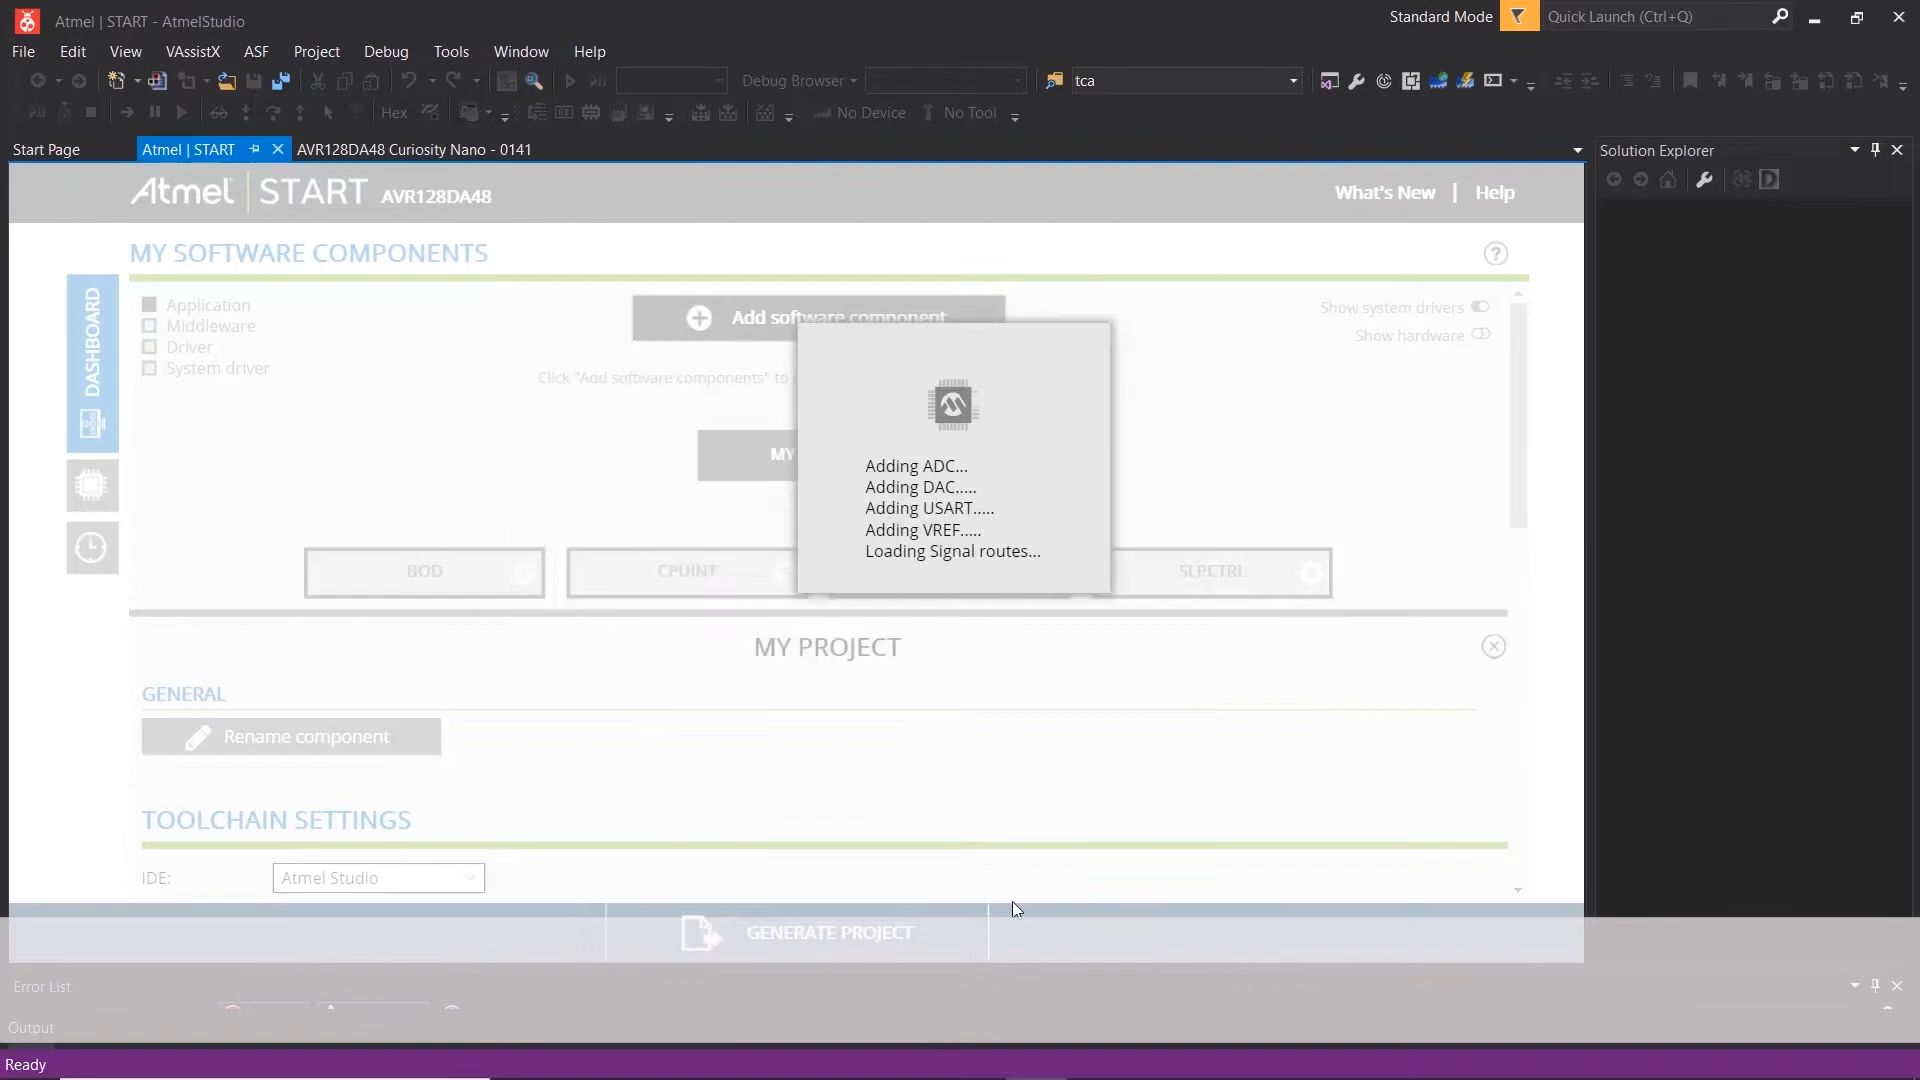 Atmel | START - AtmelStudio
Standard Mode
Quick Launch (Ctrl+Q)
File Edit View VAssistX ASF Project Debug Tools Window Help
Debug Browser
tca
Hex
No Device
No Tool
Start Page
Atmel | START
AVR128DA48 Curiosity Nano - 0141
Solution Explorer
Atmel | START AVR128DA48
What's New | Help
MY SOFTWARE COMPONENTS
?
DASHBOARD
Application
Middleware
Driver
System driver
Add software component
Show system drivers
Show hardware
Click "Add software components" to
MY
Adding ADC...
Adding DAC.....
Adding USART.....
Adding VREF.....
Loading Signal routes...
BOD
CPUINT
SLPCTRL
MY PROJECT
GENERAL
Rename component
TOOLCHAIN SETTINGS
IDE:
Atmel Studio
GENERATE PROJECT
Error List
Output
Ready